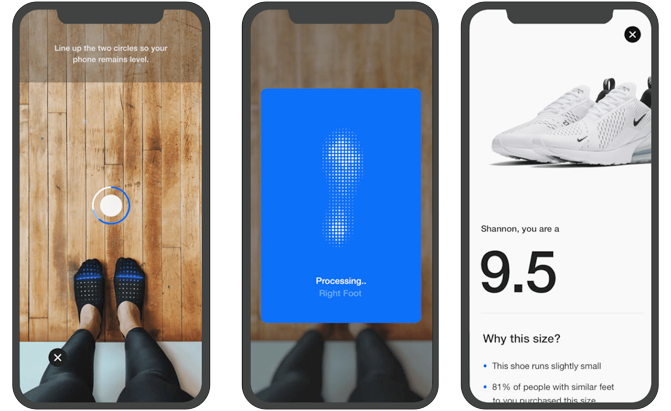 Line up the two circles so your
phone remains level.
Processing..
Right Foot
Shannon, you are a
9.5
Why this size?
• This shoe runs slightly small
• 81% of people with similar feet
to you purchased this size